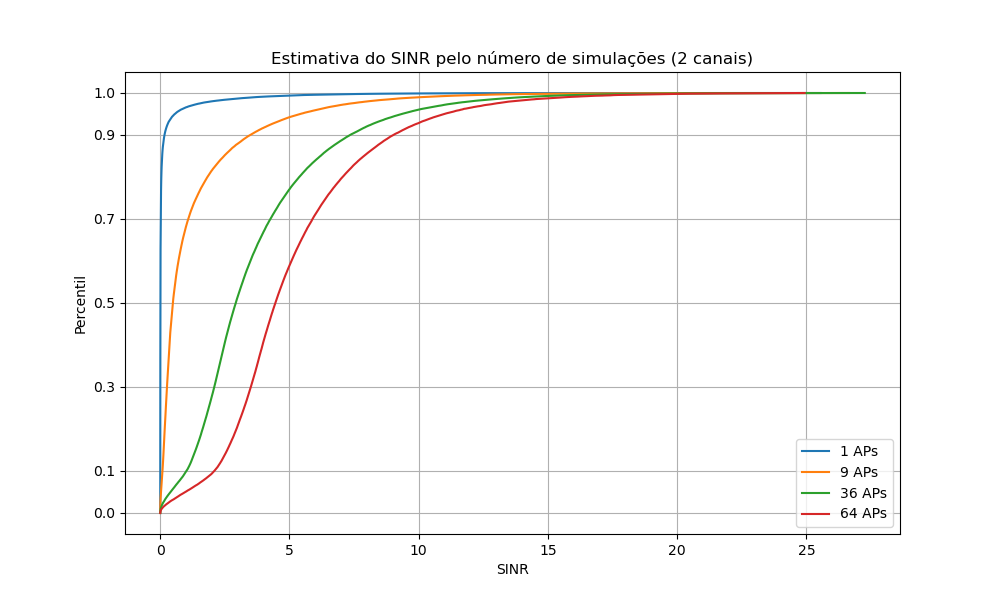 Estimativa do SINR pelo número de simulações (2 canais)
Percentil
1.0
0.9
0.7
0.5
0.3
0.1
0.0
0 5 10 15 20 25
SINR
1 APs
9 APs
36 APs
64 APs